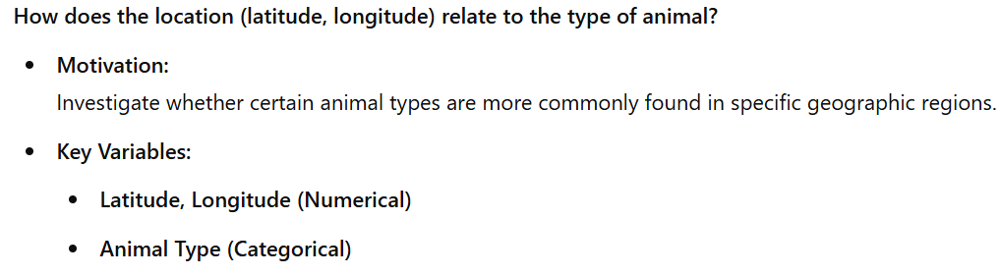 How does the location (latitude, longitude) relate to the type of animal?
• Motivation:
Investigate whether certain animal types are more commonly found in specific geographic regions.
• Key Variables:
• Latitude, Longitude (Numerical)
• Animal Type (Categorical)